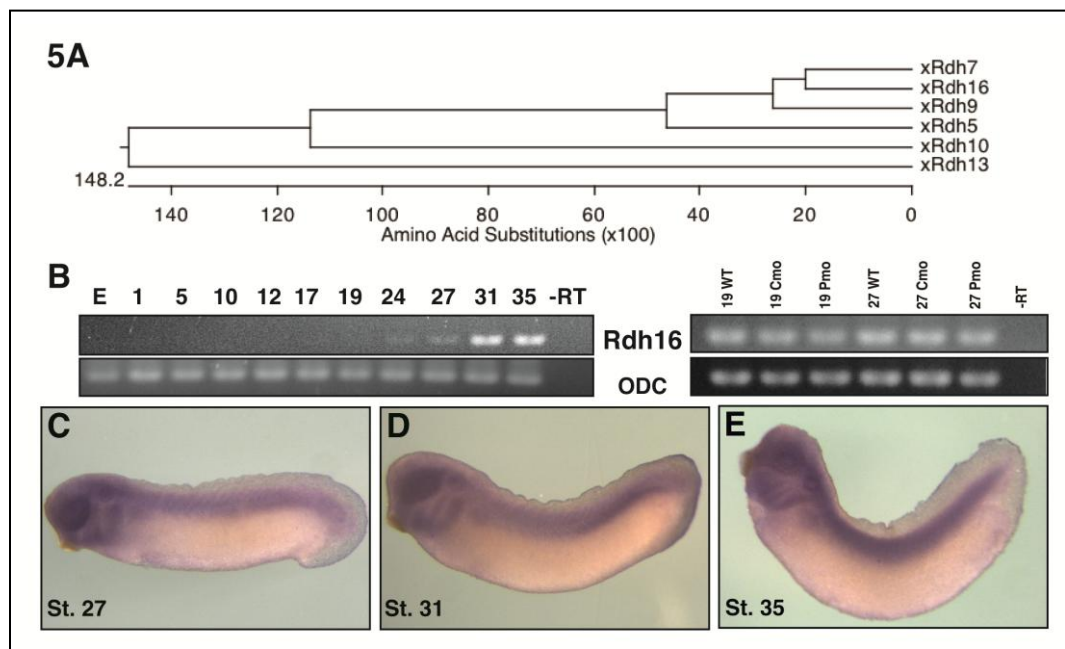 5A
xRdh7
xRdh16
xRdh9
xRdh5
xRdh10
xRdh13
148.2
140 120 100 80 60 40 20 0
Amino Acid Substitutions (x100)
B
E 1 5 10 12 17 19 24 27 31 35 -RT
19 WT 19 Cmo 19 Pmo 27 WT 27 Cmo 27 Pmo -RT
Rdh16
ODC
C
St. 27
D
St. 31
E
St. 35